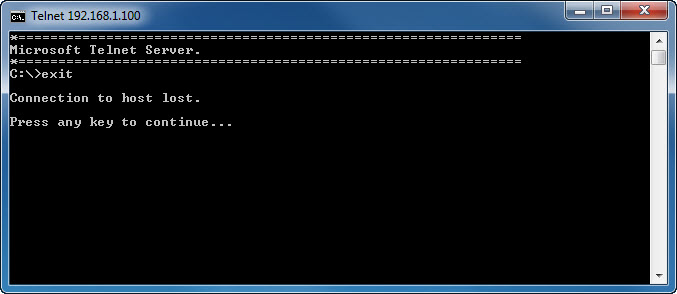 Telnet 192.168.1.100
*===============================================================
Microsoft Telnet Server.
*===============================================================
C:\>exit
Connection to host lost.
Press any key to continue...